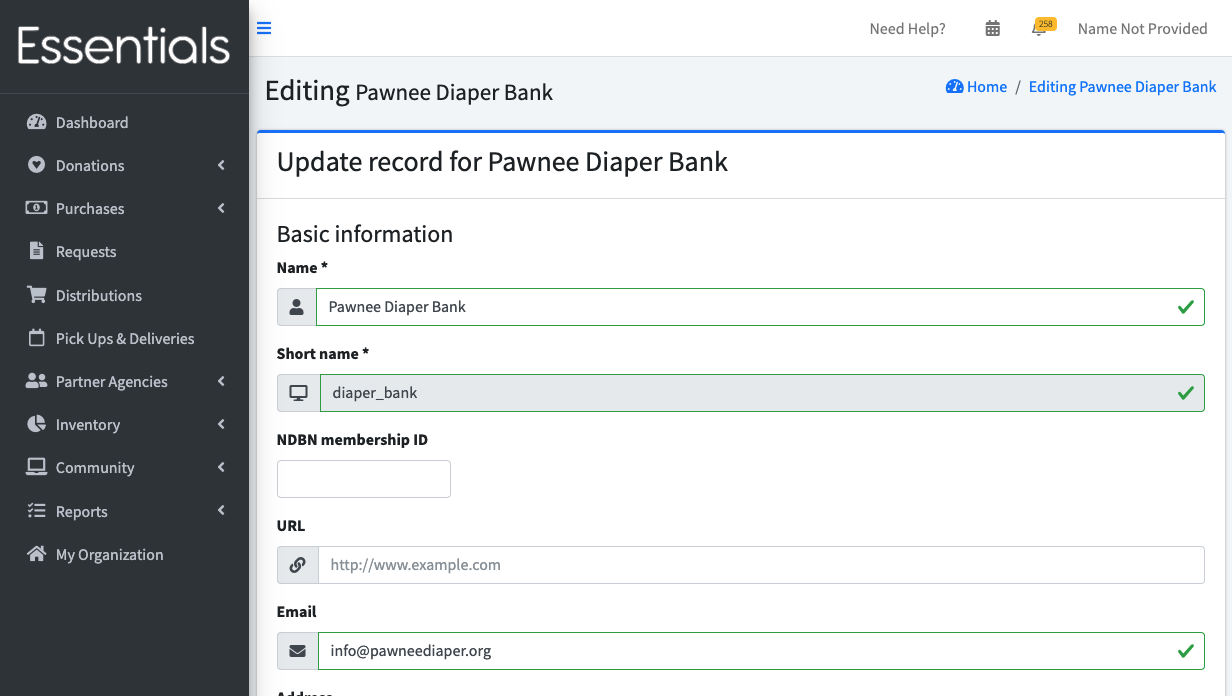 Essentials
Need Help?
258
Name Not Provided
Dashboard
Donations
Purchases
Requests
Distributions
Pick Ups & Deliveries
Partner Agencies
Inventory
Community
Reports
My Organization
Editing Pawnee Diaper Bank
Home / Editing Pawnee Diaper Bank
Update record for Pawnee Diaper Bank
Basic information
Name *
Pawnee Diaper Bank
Short name *
diaper_bank
NDBN membership ID
URL
http://www.example.com
Email
info@pawneediaper.org
Address